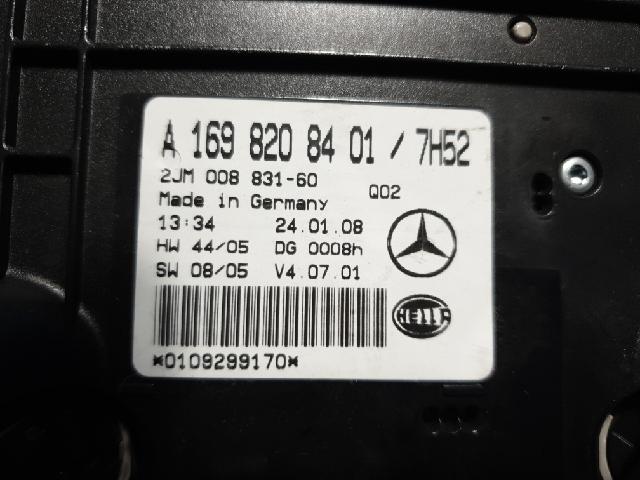 A 169 820 84 01 / 7H52
2JM 008 831-60 Q02
Made in Germany
13:34 24.01.08
HW 44/05 DG 0008h
SW 08/05 V4.07.01
HELLA
*0109299170*